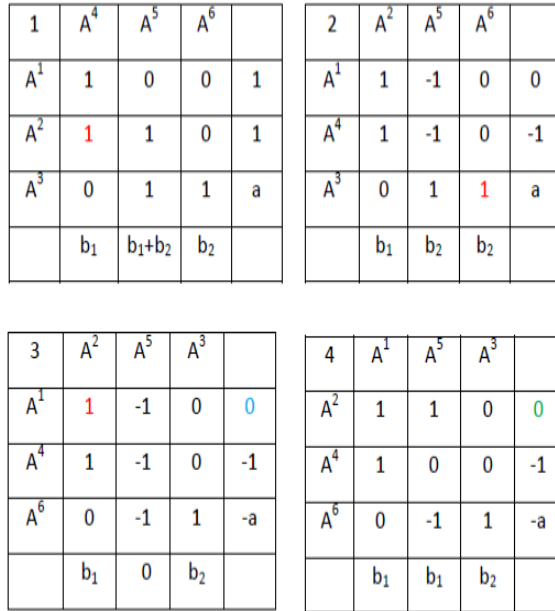 1 A⁴ A⁵ A⁶
A¹ 1 0 0 1
A² 1 1 0 1
A³ 0 1 1 a
b₁ b₁+b₂ b₂
2 A² A⁵ A⁶
A¹ 1 -1 0 0
A⁴ 1 -1 0 -1
A³ 0 1 1 a
b₁ b₂ b₂
3 A² A⁵ A³
A¹ 1 -1 0 0
A⁴ 1 -1 0 -1
A⁶ 0 -1 1 -a
b₁ 0 b₂
4 A¹ A⁵ A³
A² 1 1 0 0
A⁴ 1 0 0 -1
A⁶ 0 -1 1 -a
b₁ b₁ b₂